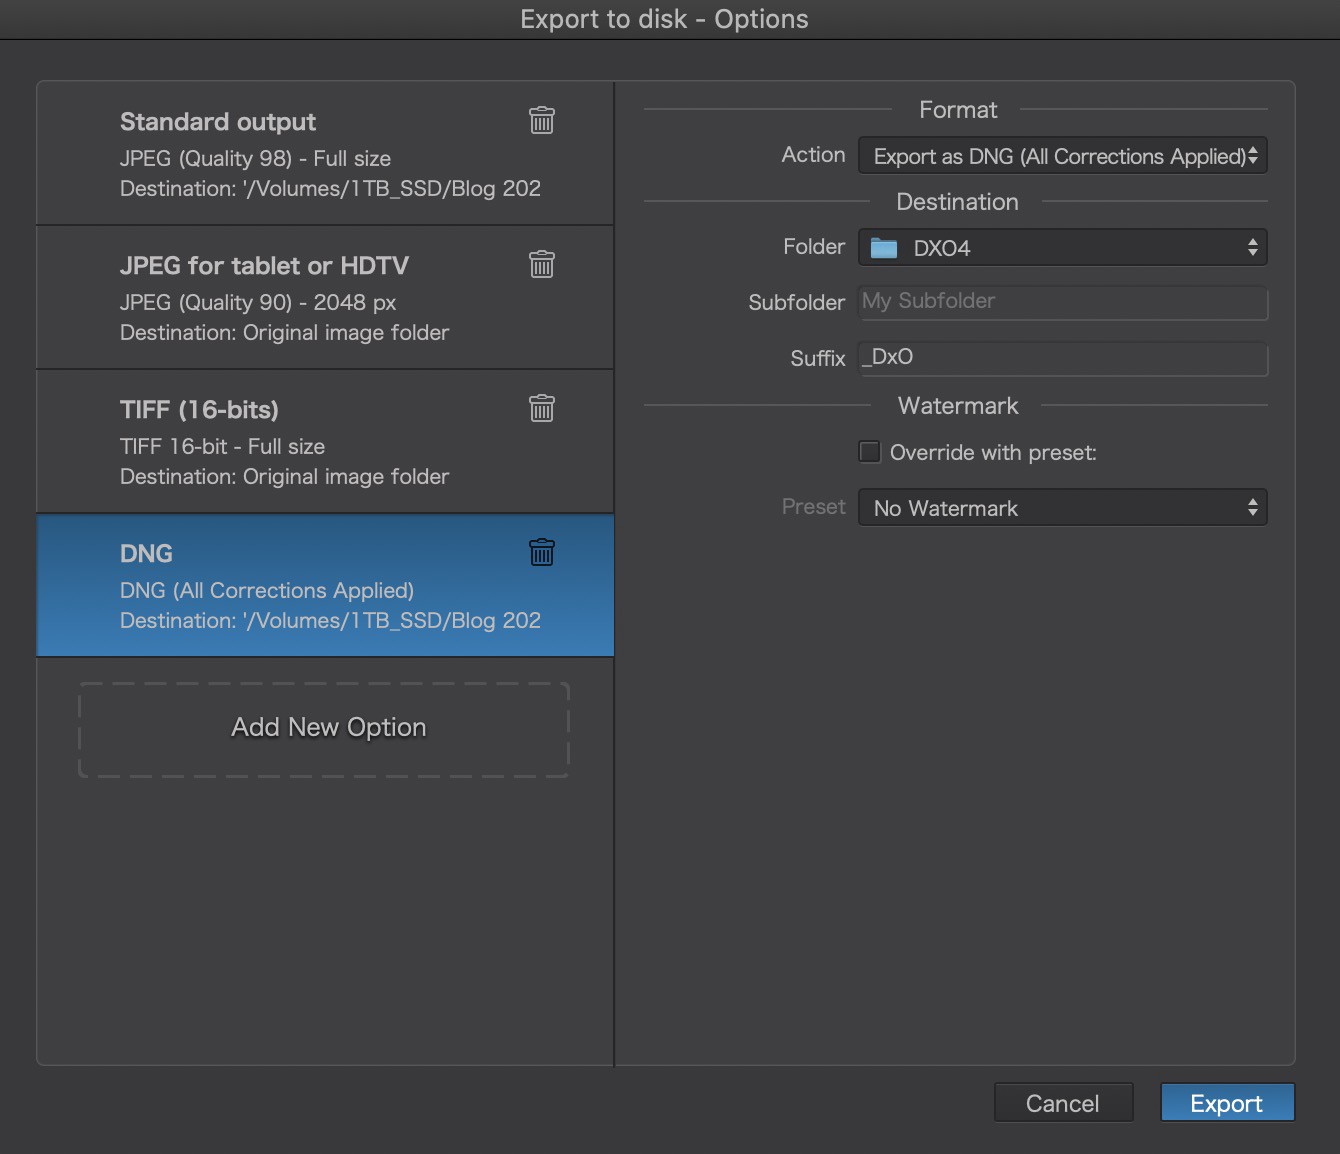 Export to disk - Options
Standard output
JPEG (Quality 98) - Full size
Destination: '/Volumes/1TB_SSD/Blog 202
JPEG for tablet or HDTV
JPEG (Quality 90) - 2048 px
Destination: Original image folder
TIFF (16-bits)
TIFF 16-bit - Full size
Destination: Original image folder
DNG
DNG (All Corrections Applied)
Destination: '/Volumes/1TB_SSD/Blog 202
Add New Option
Format
Action Export as DNG (All Corrections Applied)
Destination
Folder DXO4
Subfolder My Subfolder
Suffix _DxO
Watermark
Override with preset:
Preset No Watermark
Cancel Export